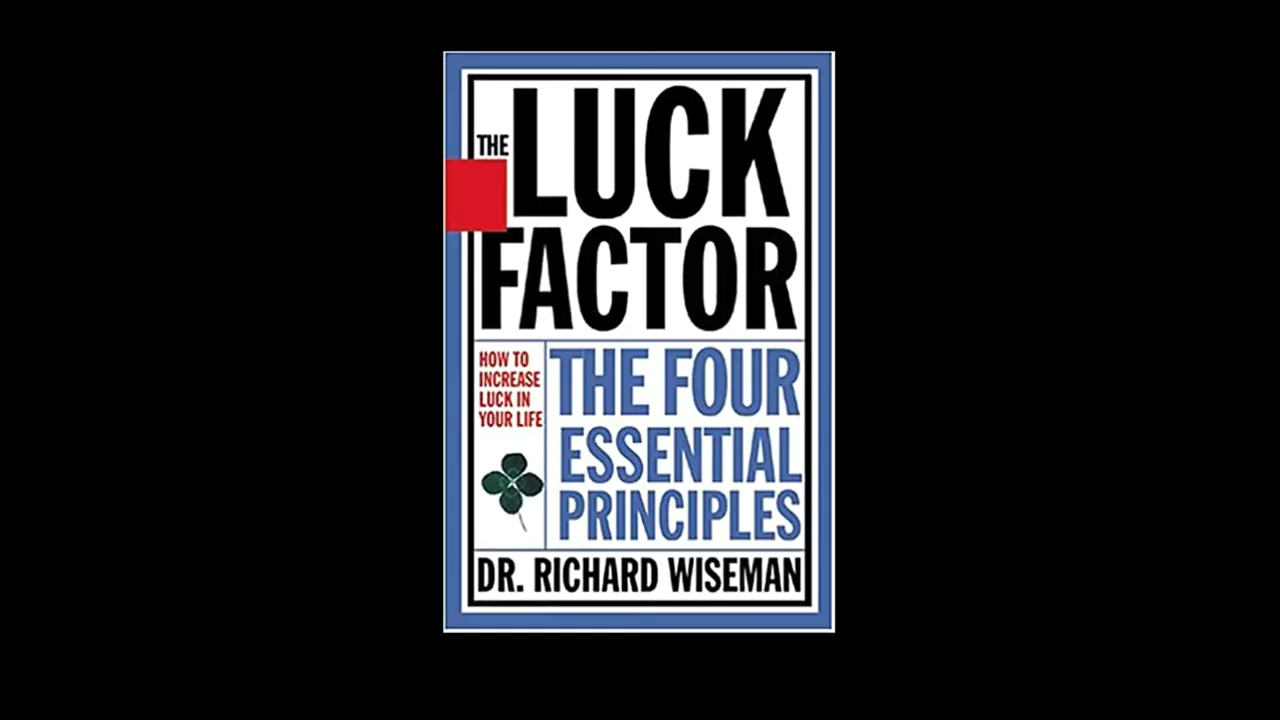 THE
LUCK
FACTOR
HOW TO
INCREASE
LUCK IN
YOUR LIFE
THE FOUR
ESSENTIAL
PRINCIPLES
DR. RICHARD WISEMAN